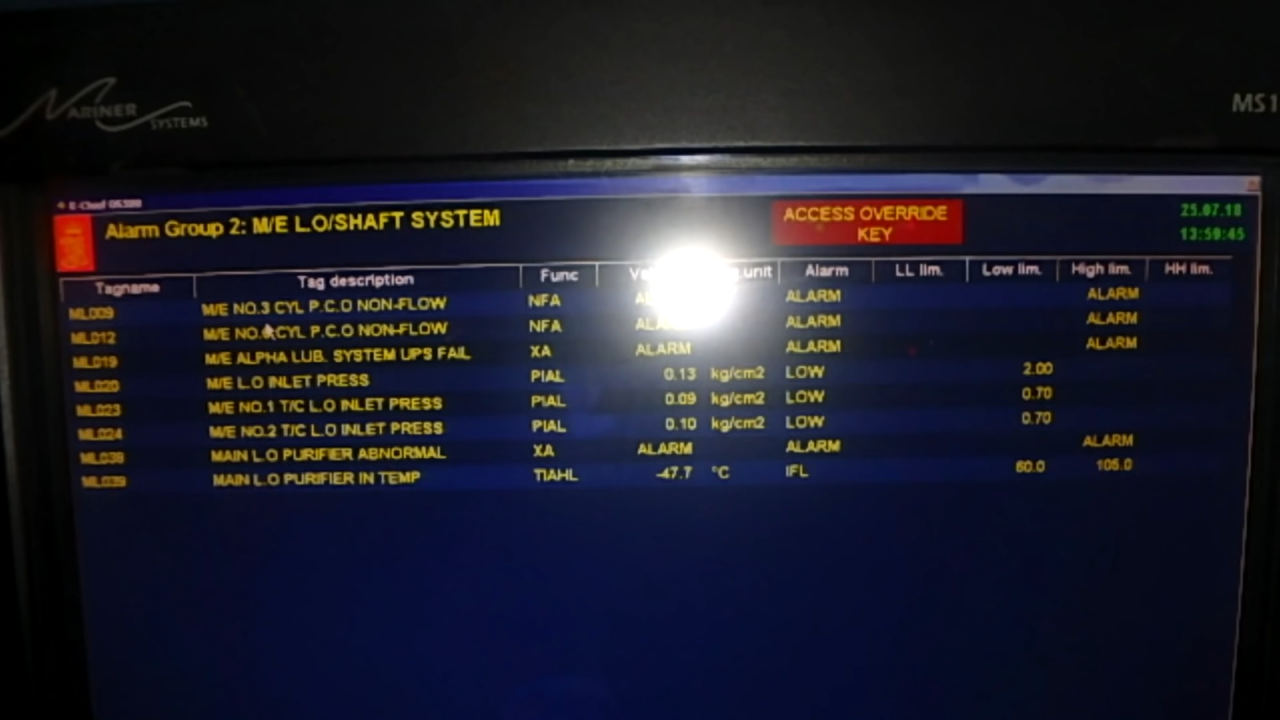 MARINER
SYSTEMS
MS1
E-Chief
Alarm Group 2: M/E L.O/SHAFT SYSTEM
ACCESS OVERRIDE
KEY
25.07.18
13:59:45
Tagname Tag description Func unit Alarm LL lim. Low lim. High lim. HH lim.
ML009 M/E NO.3 CYL P.C.O NON-FLOW NFA ALARM ALARM
ML012 M/E CYL P.C.O NON-FLOW NFA ALARM ALARM
ML019 M/E ALPHA LUB. SYSTEM UPS FAIL XA ALARM ALARM ALARM
ML020 M/E L.O INLET PRESS PIAL 0.13 kg/cm2 LOW 2.00
ML023 M/E NO.1 T/C L.O INLET PRESS PIAL 0.09 kg/cm2 LOW 0.70
ML024 M/E NO.2 T/C L.O INLET PRESS PIAL 0.10 kg/cm2 LOW 0.70
MAIN L.O PURIFIER ABNORMAL XA ALARM ALARM ALARM
MAIN L.O PURIFIER IN TEMP TIAHL -47.7 °C IFL 60.0 105.0